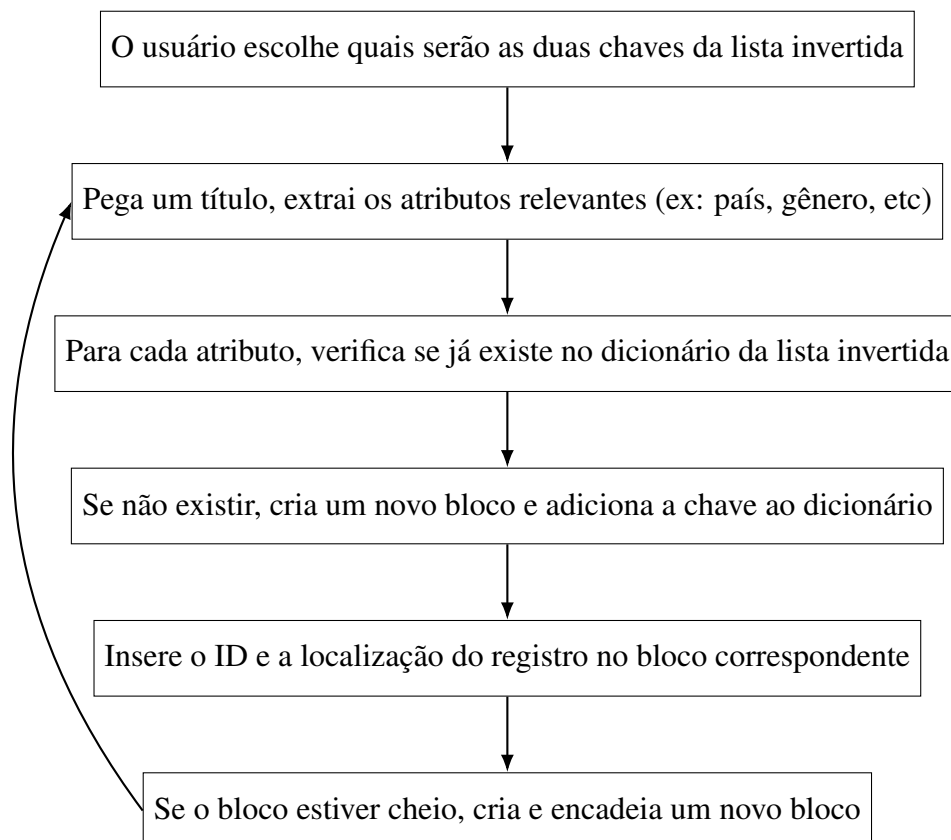 O usuário escolhe quais serão as duas chaves da lista invertida
Pega um título, extrai os atributos relevantes (ex: país, gênero, etc)
Para cada atributo, verifica se já existe no dicionário da lista invertida
Se não existir, cria um novo bloco e adiciona a chave ao dicionário
Insere o ID e a localização do registro no bloco correspondente
Se o bloco estiver cheio, cria e encadeia um novo bloco